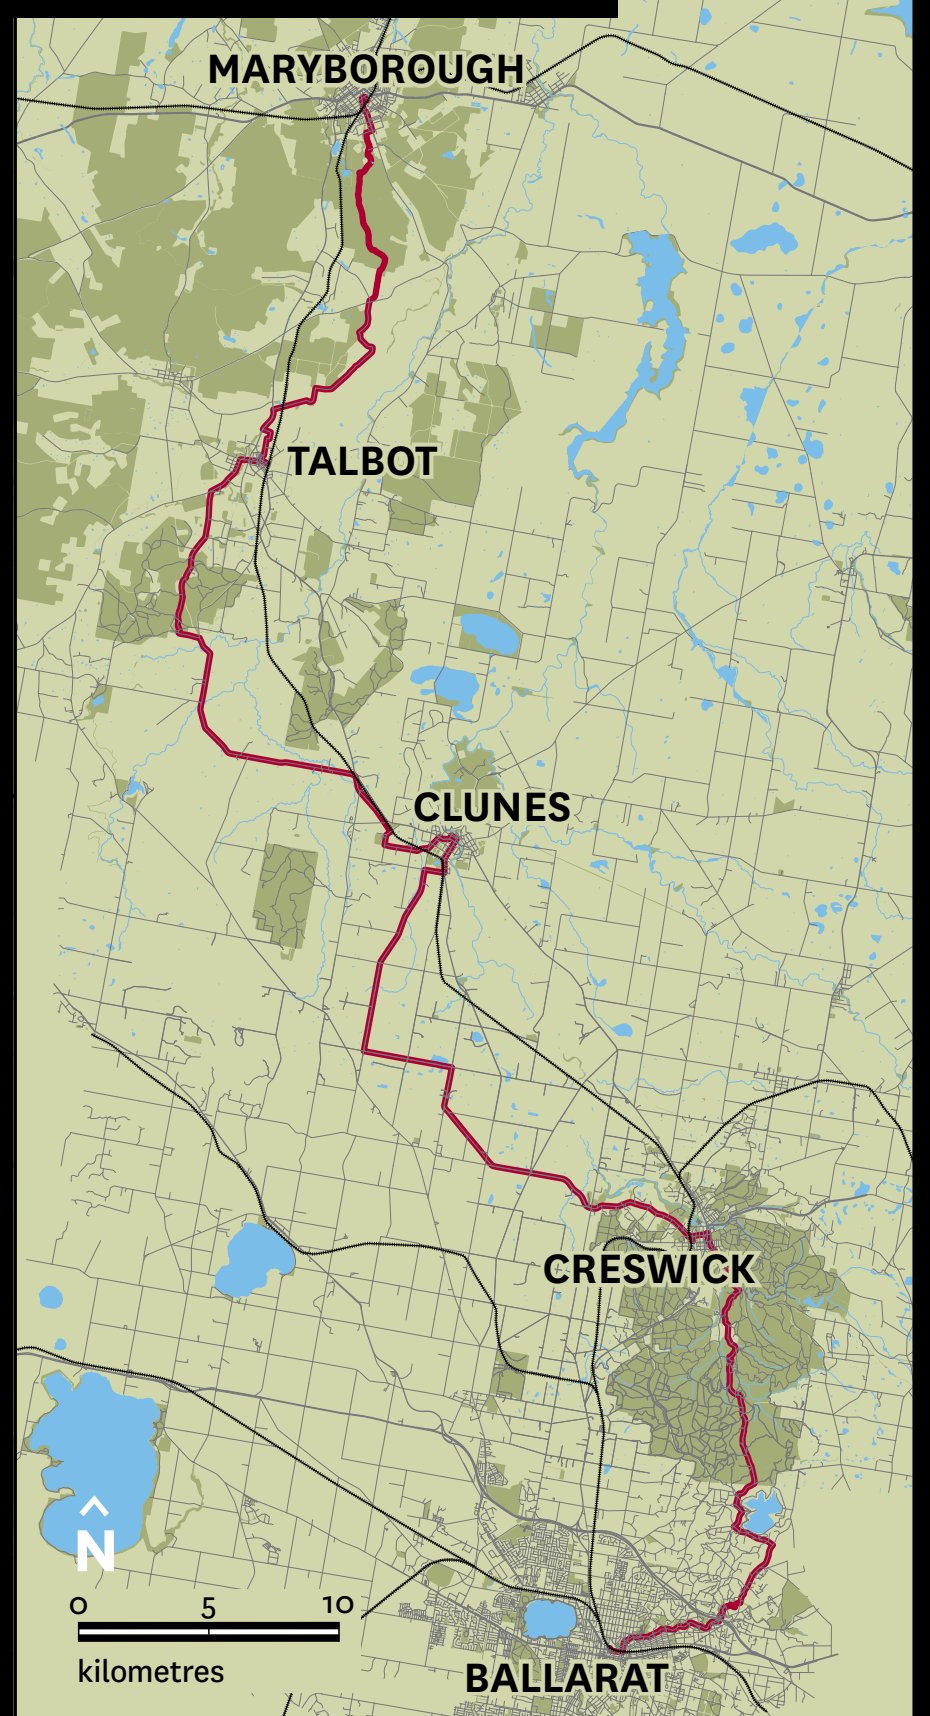 MARYBOROUGH
TALBOT
CLUNES
CRESWICK
N
0 5 10
kilometres
BALLARAT